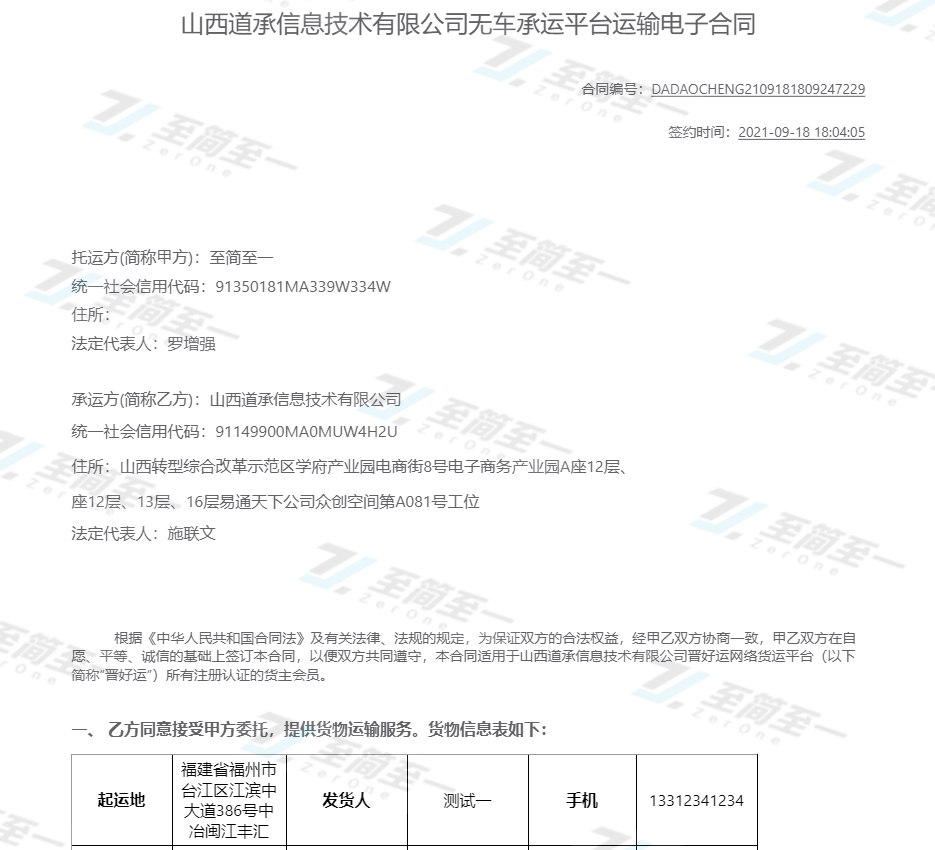 山西道承信息技术有限公司无车承运平台运输电子合同
合同编号：DADAOCHENG2109181809247229
签约时间：2021-09-18 18:04:05
托运方(简称甲方)：至简至一
统一社会信用代码：91350181MA339W334W
住所：
法定代表人：罗增强
承运方(简称乙方)：山西道承信息技术有限公司
统一社会信用代码：91149900MA0MUW4H2U
住所：山西转型综合改革示范区学府产业园电商街8号电子商务产业园A座12层、
座12层、13层、16层易通天下公司众创空间第A081号工位
法定代表人：施联文
根据《中华人民共和国合同法》及有关法律、法规的规定，为保证双方的合法权益，经甲乙双方协商一致，甲乙双方在自
愿、平等、诚信的基础上签订本合同，以便双方共同遵守，本合同适用于山西道承信息技术有限公司晋好运网络货运平台（以下
简称“晋好运”）所有注册认证的货主会员。
一、 乙方同意接受甲方委托，提供货物运输服务。货物信息表如下：
起运地
福建省福州市
台江区江滨中
大道386号中
冶闽江丰汇
发货人
测试一
手机
13312341234
至简至一
ZerOne